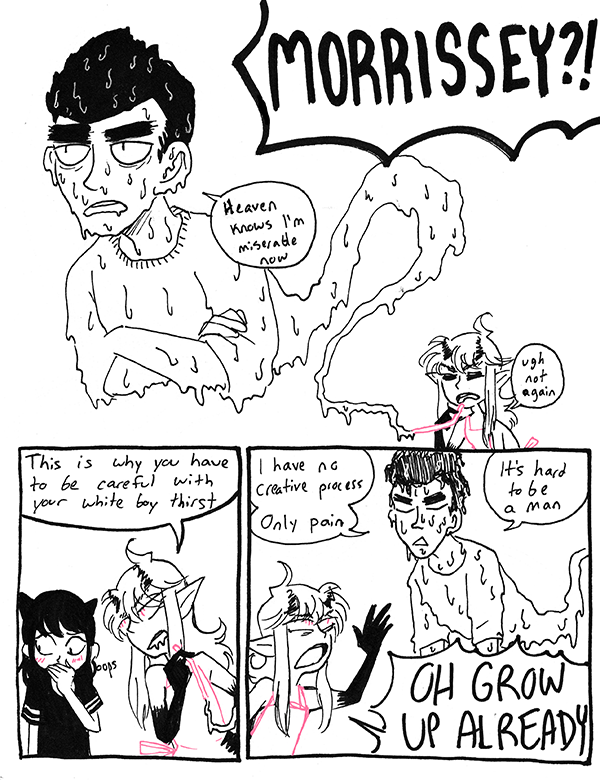 MORRISSEY?!
Heaven
knows I'm
miserable
now
ugh
not
again
This is why you have
to be careful with
your white boy thirst
oops
I have no
creative process
Only pain
It's hard
to be
a man
OH GROW
UP ALREADY